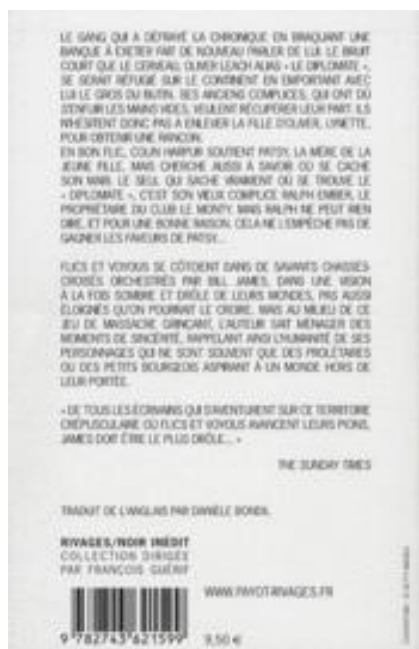 LE GANG QUI A DÉFRAYÉ LA CHRONIQUE EN BRAQUANT UNE
BANQUE À EXETER FAIT DE NOUVEAU PARLER DE LUI. LE BRUIT
COURT QUE LE CERVEAU, OLIVER LEACH ALIAS « LE DIPLOMATE »,
SE SERAIT RÉFUGIÉ SUR LE CONTINENT EN EMPORTANT AVEC
LUI LE GROS DU BUTIN. SES ANCIENS COMPLICES, QUI ONT DÛ
S'ENFUIR LES MAINS VIDES, VEULENT RÉCUPÉRER LEUR PART. ILS
N'HÉSITENT DONC PAS À ENLEVER LA FILLE D'OLIVER, LYNETTE,
POUR OBTENIR UNE RANÇON.
EN BON FLIC, COLIN HARPUR SOUTIENT PATSY, LA MÈRE DE LA
JEUNE FILLE, MAIS CHERCHE AUSSI À SAVOIR OÙ SE CACHE
SON MARI. LE SEUL QUI SACHE VRAIMENT OÙ SE TROUVE LE
« DIPLOMATE », C'EST SON VIEUX COMPLICE RALPH EMBER, LE
PROPRIÉTAIRE DU CLUB LE MONTY. MAIS RALPH NE PEUT RIEN
DIRE, ET POUR UNE BONNE RAISON. CELA NE L'EMPÊCHE PAS DE
GAGNER LES FAVEURS DE PATSY...
FLICS ET VOYOUS SE CÔTOIENT DANS DE SAVANTS CHASSÉS-
CROISÉS ORCHESTRÉS PAR BILL JAMES, DANS UNE VISION
À LA FOIS SOMBRE ET DRÔLE DE LEURS MONDES, PAS AUSSI
ÉLOIGNÉS QU'ON POURRAIT LE CROIRE. MAIS AU MILIEU DE CE
JEU DE MASSACRE GRINÇANT, L'AUTEUR SAIT MÉNAGER DES
MOMENTS DE SINCÉRITÉ, RAPPELANT AINSI L'HUMANITÉ DE SES
PERSONNAGES QUI NE SONT SOUVENT QUE DES PROLÉTAIRES
OU DES PETITS BOURGEOIS ASPIRANT À UN MONDE HORS DE
LEUR PORTÉE.
« DE TOUS LES ÉCRIVAINS QUI S'AVENTURENT SUR CE TERRITOIRE
CRÉPUSCULAIRE OÙ FLICS ET VOYOUS AVANCENT LEURS PIONS,
JAMES DOIT ÊTRE LE PLUS DRÔLE... »
THE SUNDAY TIMES
TRADUIT DE L'ANGLAIS PAR DANIÈLE BONDIL
RIVAGES/NOIR INÉDIT
COLLECTION DIRIGÉE
PAR FRANÇOIS GUÉRIF
WWW.PAYOT-RIVAGES.FR
9 782743 621599
9,50 €